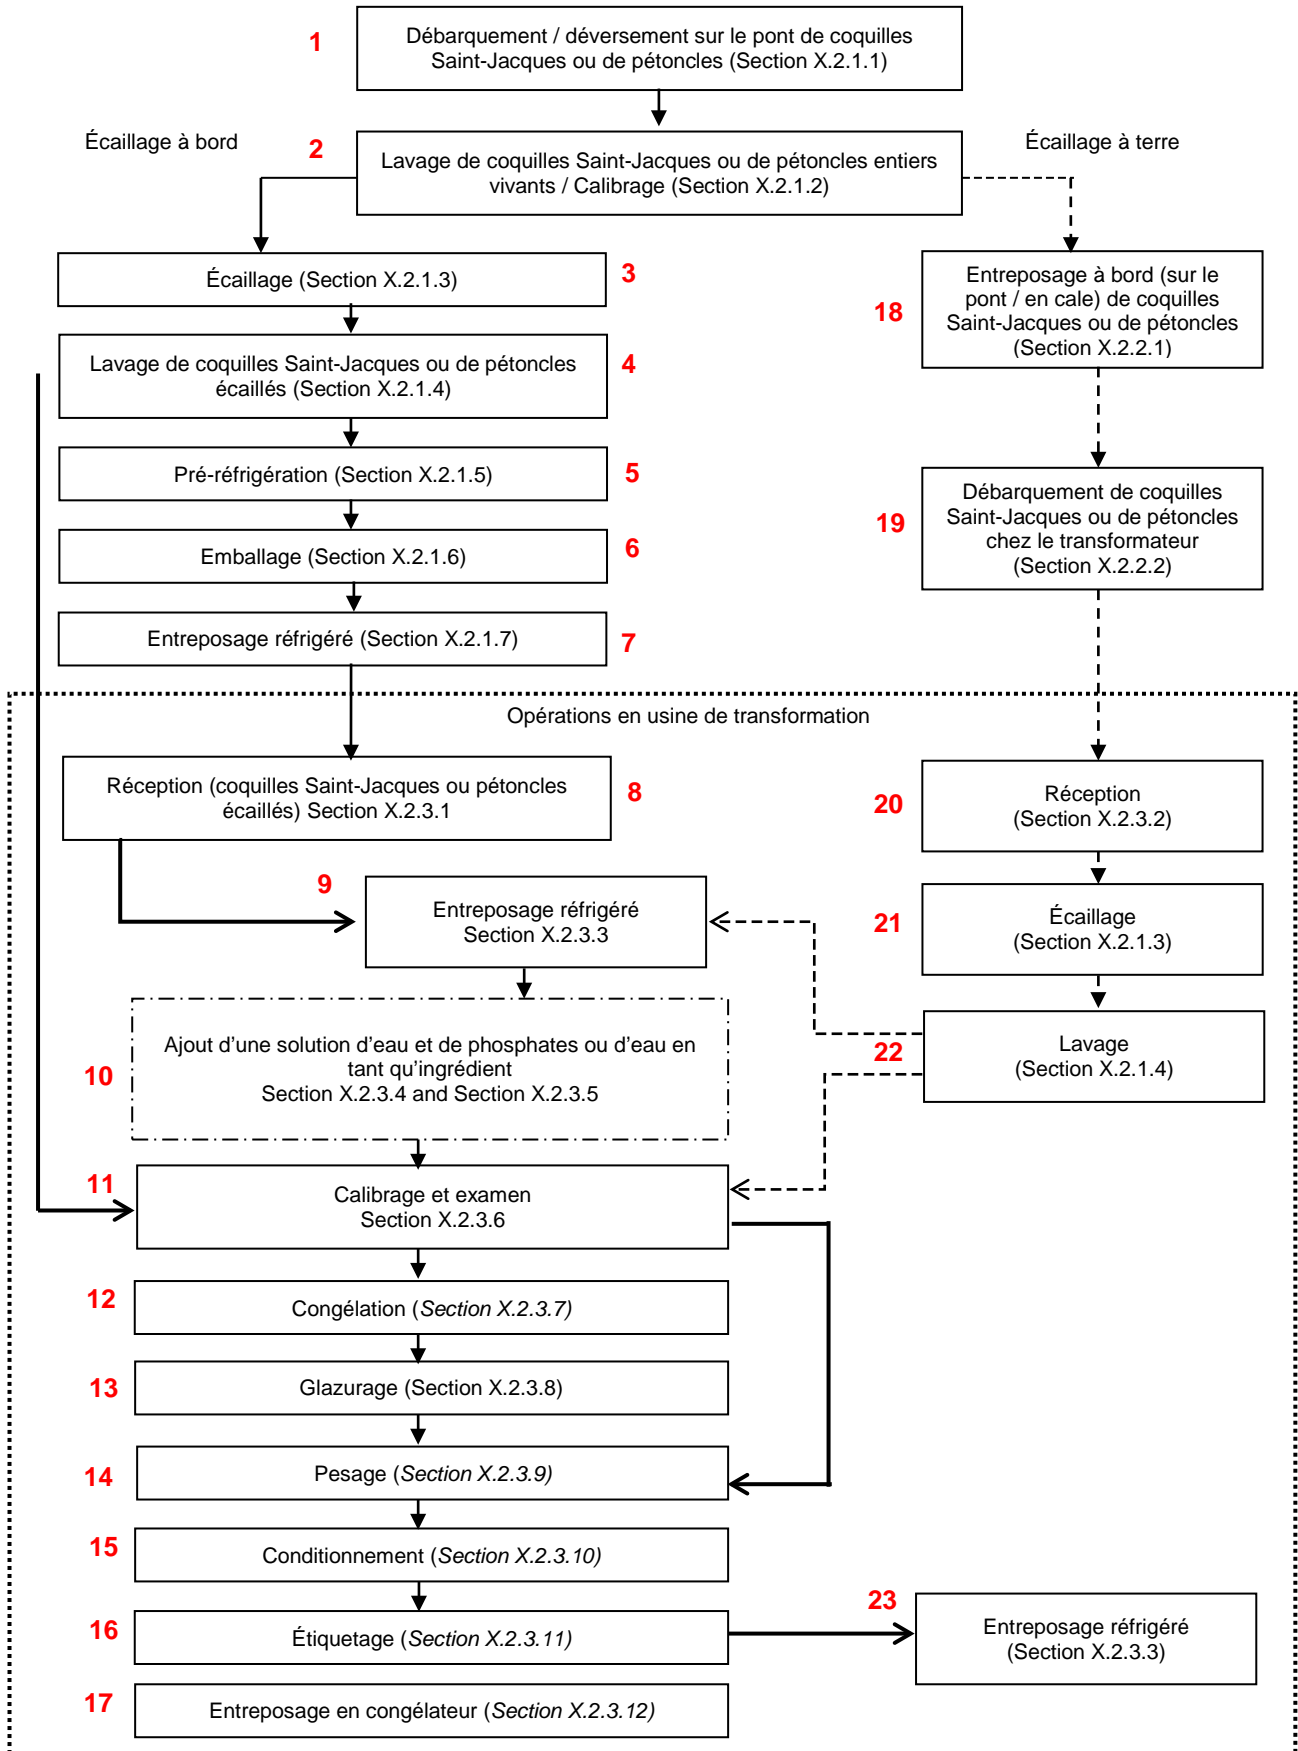 1
Débarquement / déversement sur le pont de coquilles
Saint-Jacques ou de pétoncles (Section X.2.1.1)
Écaillage à bord
2
Écaillage à terre
Lavage de coquilles Saint-Jacques ou de pétoncles entiers
vivants / Calibrage (Section X.2.1.2)
Écaillage (Section X.2.1.3)
3
Lavage de coquilles Saint-Jacques ou de pétoncles
écaillés (Section X.2.1.4)
4
Pré-réfrigération (Section X.2.1.5)
5
Emballage (Section X.2.1.6)
6
Entreposage réfrigéré (Section X.2.1.7)
7
18
Entreposage à bord (sur le
pont / en cale) de coquilles
Saint-Jacques ou de pétoncles
(Section X.2.2.1)
19
Débarquement de coquilles
Saint-Jacques ou de pétoncles
chez le transformateur
(Section X.2.2.2)
Opérations en usine de transformation
Réception (coquilles Saint-Jacques ou pétoncles
écaillés) Section X.2.3.1
8
20
Réception
(Section X.2.3.2)
9
Entreposage réfrigéré
Section X.2.3.3
21
Écaillage
(Section X.2.1.3)
10
Ajout d’une solution d’eau et de phosphates ou d’eau en
tant qu’ingrédient
Section X.2.3.4 and Section X.2.3.5
22
Lavage
(Section X.2.1.4)
11
Calibrage et examen
Section X.2.3.6
12
Congélation (Section X.2.3.7)
13
Glazurage (Section X.2.3.8)
14
Pesage (Section X.2.3.9)
15
Conditionnement (Section X.2.3.10)
16
Étiquetage (Section X.2.3.11)
23
Entreposage réfrigéré
(Section X.2.3.3)
17
Entreposage en congélateur (Section X.2.3.12)